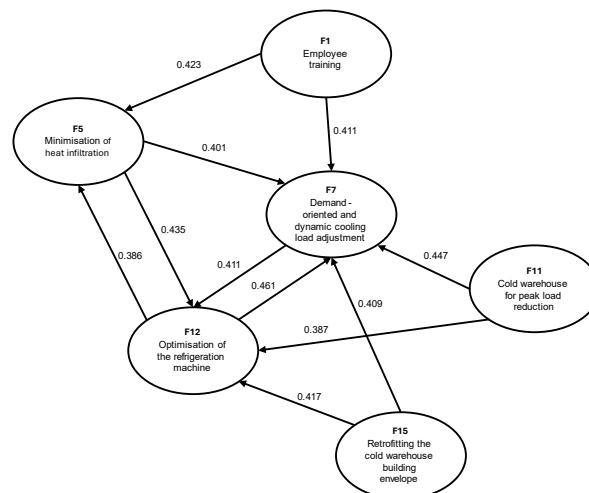 F1
Employee
training
0.423
0.411
F5
Minimisation of
heat infiltration
0.401
F7
Demand-
oriented and
dynamic cooling
load adjustment
0.435
0.386
0.411
0.461
0.447
F11
Cold warehouse
for peak load
reduction
0.409
0.387
F12
Optimisation of
the refrigeration
machine
0.417
F15
Retrofitting the
cold warehouse
building
envelope